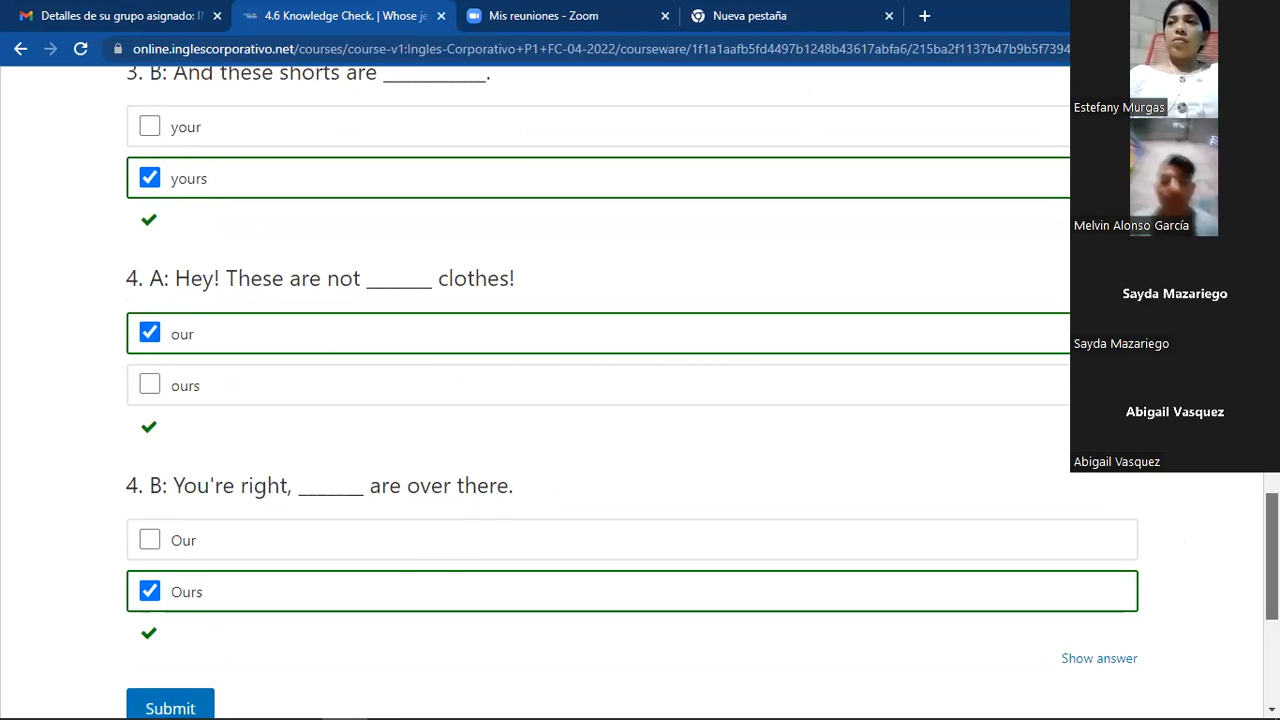 Detalles de su grupo asignado: I
4.6 Knowledge Check. | Whose je
Mis reuniones - Zoom
Nueva pestaña
online.inglescorporativo.net/courses/course-v1:Ingles-Corporativo+P1+FC-04-2022/courseware/1f1a1aafb5fd4497b1248b43617abfa6/215ba2f1137b47b9b5f7394
3. B: And these shorts are ___________.
your
yours
4. A: Hey! These are not _______ clothes!
our
ours
4. B: You're right, _______ are over there.
Our
Ours
Show answer
Submit
Estefany Murgas
Melvin Alonso García
Sayda Mazariego
Sayda Mazariego
Abigail Vasquez
Abigail Vasquez